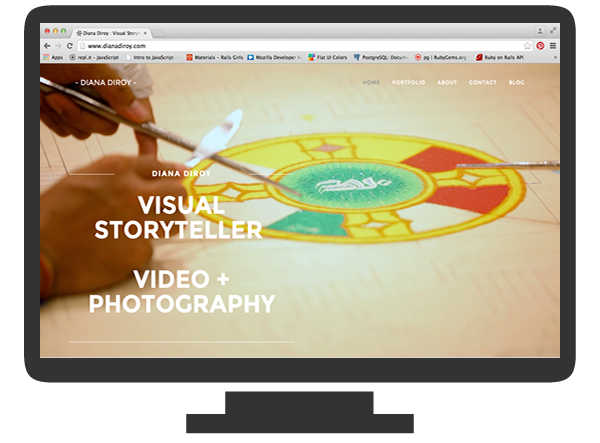 Diana Diroy : Visual Story
www.dianadiroy.com
Apps repl.it - JavaScript Intro to JavaScript Materials - Rails Girls Mozilla Developer N Flat UI Colors PostgreSQL: Docum pg | RubyGems.org Ruby on Rails API »
- DIANA DIROY -
HOME PORTFOLIO ABOUT CONTACT BLOG
DIANA DIROY
VISUAL
STORYTELLER
VIDEO +
PHOTOGRAPHY